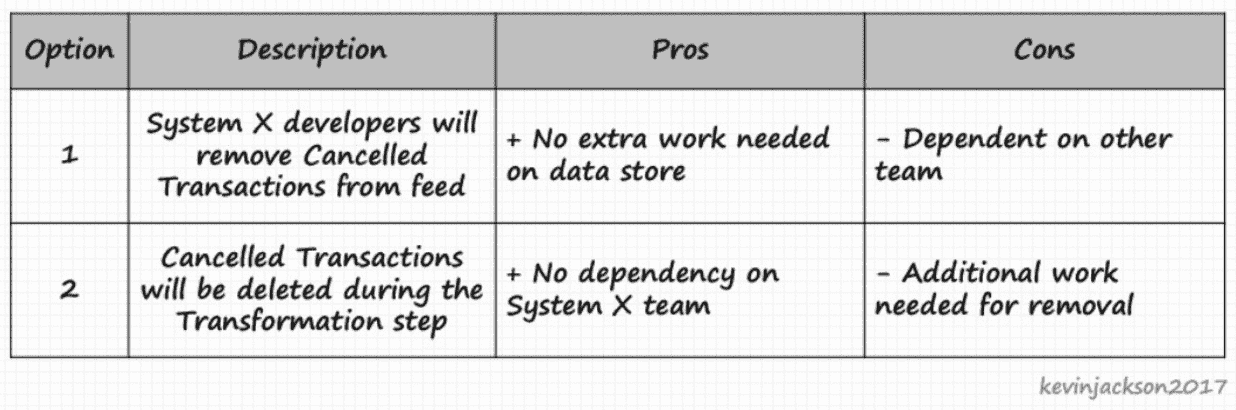 Option Description Pros Cons
1
System X developers will
remove Cancelled
Transactions from feed
+ No extra work needed
on data store
- Dependent on other
team
2
Cancelled Transactions
will be deleted during the
Transformation step
+ No dependency on
System X team
- Additional work
needed for removal
kevinjackson2017